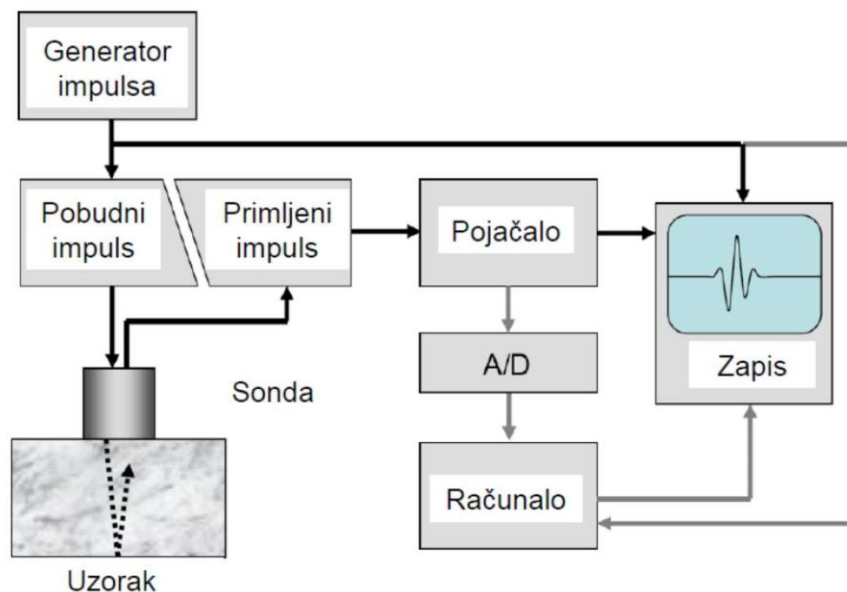 Generator
impulsa
Pobudni
impuls
Primljeni
impuls
Pojačalo
A/D
Zapis
Sonda
Računalo
Uzorak